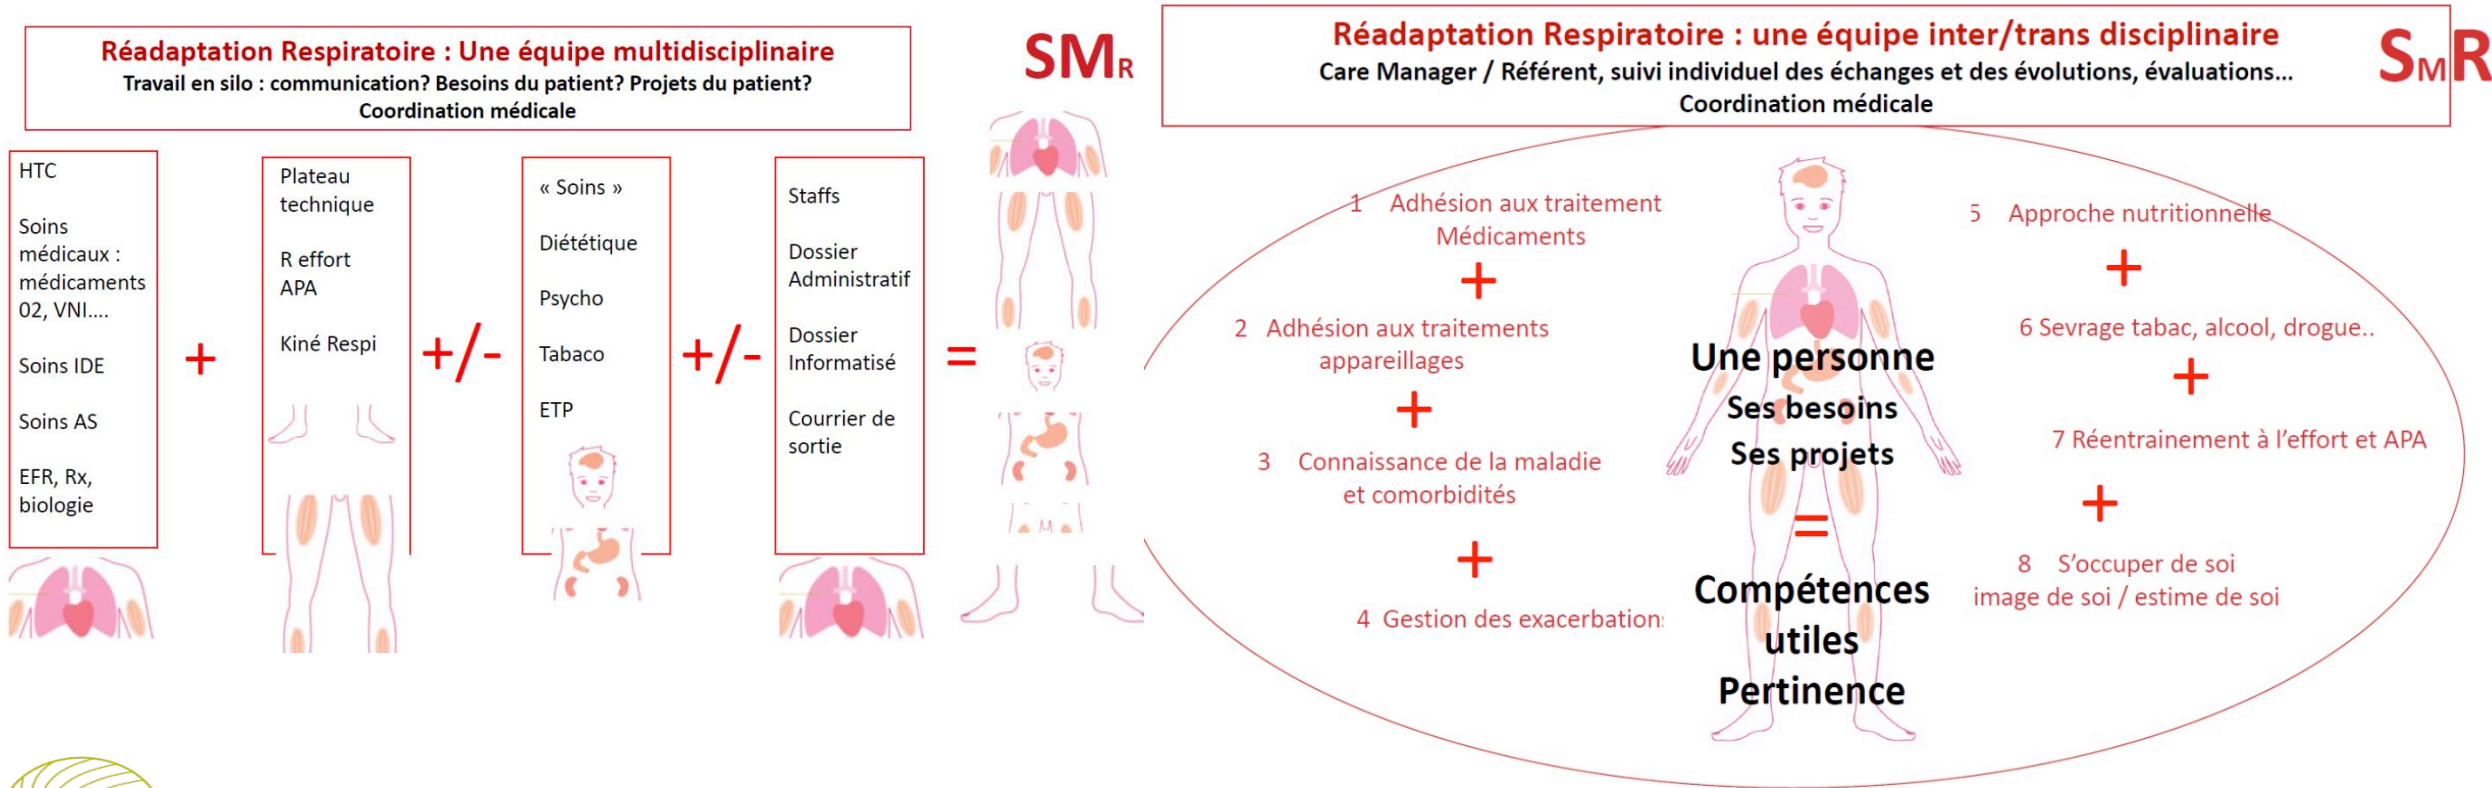 Réadaptation Respiratoire : Une équipe multidisciplinaire
Travail en silo : communication? Besoins du patient? Projets du patient?
Coordination médicale
SMR
HTC
Soins
médicaux :
médicaments
02, VNI....
Soins IDE
Soins AS
EFR, Rx,
biologie
+
Plateau
technique
R effort
APA
Kiné Respi
+/-
« Soins »
Diététique
Psycho
Tabaco
ETP
+/-
Staffs
Dossier
Administratif
Dossier
Informatisé
Courrier de
sortie
=
Réadaptation Respiratoire : une équipe inter/trans disciplinaire
Care Manager / Référent, suivi individuel des échanges et des évolutions, évaluations...
Coordination médicale
SMR
1 Adhésion aux traitement
Médicaments
+
2 Adhésion aux traitements
appareillages
+
3 Connaissance de la maladie
et comorbidités
+
4 Gestion des exacerbations
Une personne
Ses besoins
Ses projets
=
Compétences
utiles
Pertinence
5 Approche nutritionnelle
+
6 Sevrage tabac, alcool, drogue..
+
7 Réentrainement à l'effort et APA
+
8 S'occuper de soi
image de soi / estime de soi